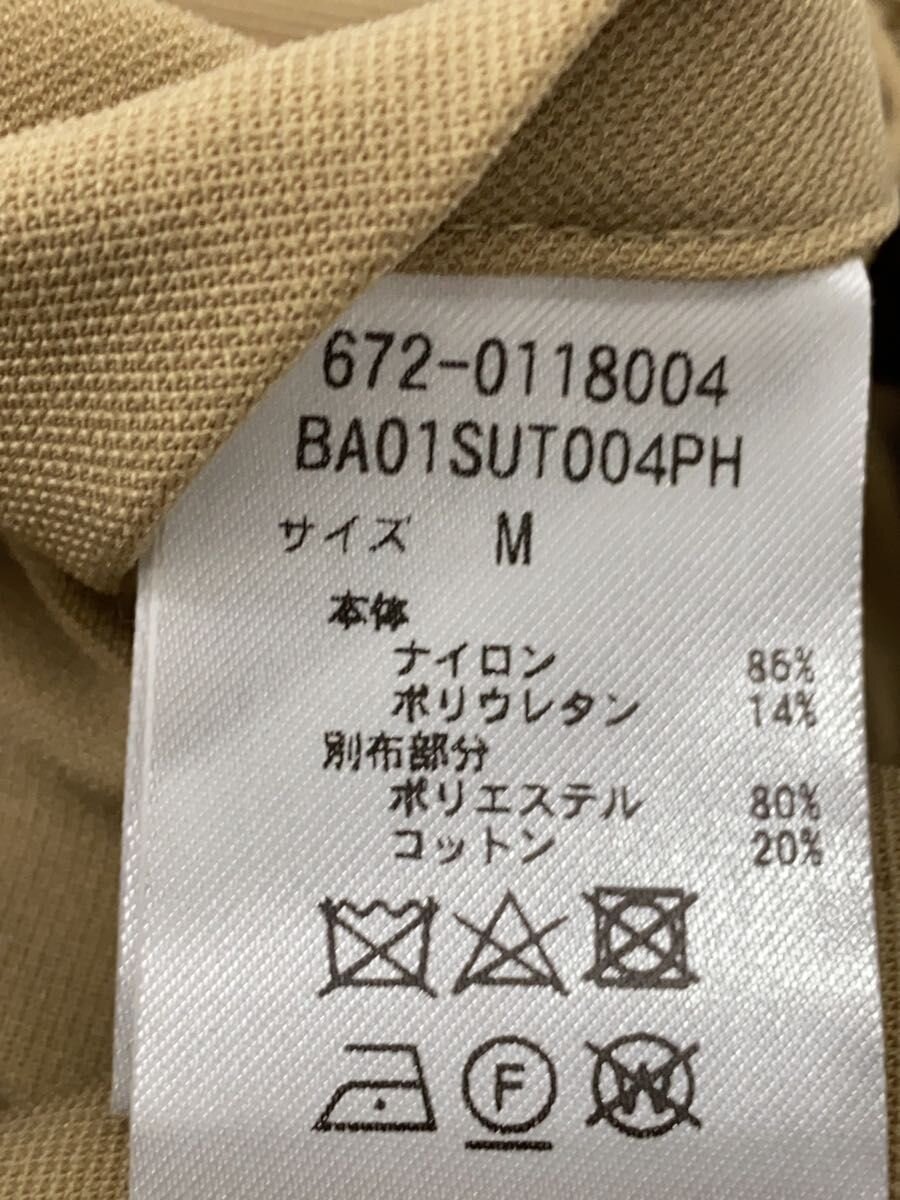 672-0118004
BA01SUT004PH
サイズ M
本体
ナイロン 86%
ポリウレタン 14%
別布部分
ポリエステル 80%
コットン 20%
F
W